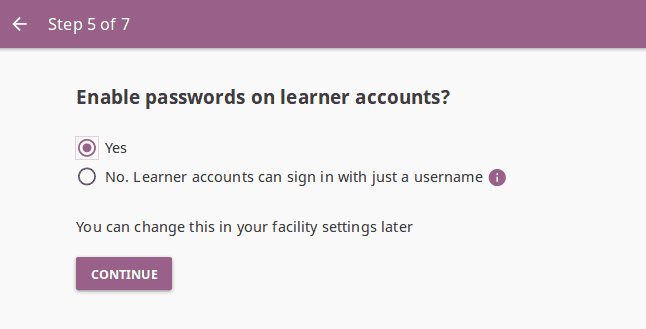 Step 5 of 7
Enable passwords on learner accounts?
Yes
No. Learner accounts can sign in with just a username
You can change this in your facility settings later
CONTINUE